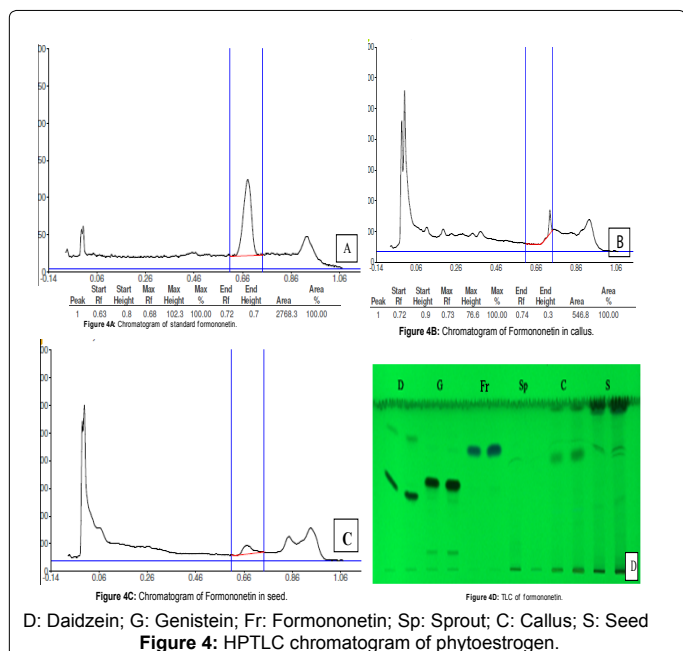 A
-0.14 0.06 0.26 0.46 0.66 0.86 1.06
Peak Start Rf Start Height Max Rf Max Height Max % End Rf End Height Area Area %
1 0.63 0.8 0.68 102.3 100.00 0.72 0.7 2768.3 100.00
Figure 4A: Chromatogram of standard formononetin.
B
-0.14 0.06 0.26 0.46 0.66 0.86 1.06
Peak Start Rf Start Height Max Rf Max Height Max % End Rf End Height Area Area %
1 0.72 0.9 0.73 76.6 100.00 0.74 0.3 546.8 100.00
Figure 4B: Chromatogram of Formononetin in callus.
C
-0.14 0.06 0.26 0.46 0.66 0.86 1.06
Figure 4C: Chromatogram of Formononetin in seed.
D G Fr Sp C S
D
Figure 4D: TLC of formononetin.
D: Daidzein; G: Genistein; Fr: Formononetin; Sp: Sprout; C: Callus; S: Seed
Figure 4: HPTLC chromatogram of phytoestrogen.